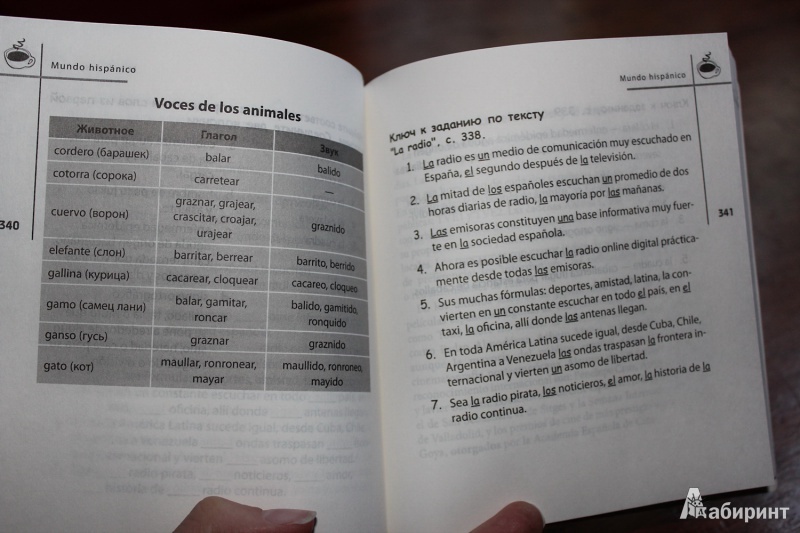 Mundo hispánico
340
Voces de los animales
Животное Глагол Звук
cordero (барашек) balar balido
cotorra (сорока) carretear —
cuervo (ворон) graznar, grajear, crascitar, croajar, urajear graznido
elefante (слон) barritar, berrear barrito, berrido
gallina (курица) cacarear, cloquear cacareo, cloqueo
gamo (самец лани) balar, gamitar, roncar balido, gamitido, ronquido
ganso (гусь) graznar graznido
gato (кот) maullar, ronronear, mayar maullido, ronroneo, mayido
Mundo hispánico
341
Ключ к заданию по тексту
"La radio", с. 338.
1. La radio es un medio de comunicación muy escuchado en
España, el segundo después de la televisión.
2. La mitad de los españoles escuchan un promedio de dos
horas diarias de radio, la mayoría por las mañanas.
3. Las emisoras constituyen una base informativa muy fuer-
te en la sociedad española.
4. Ahora es posible escuchar la radio online digital práctica-
mente desde todas las emisoras.
5. Sus muchas fórmulas: deportes, amistad, latina, la con-
vierten en un constante escuchar en todo el país, en el
taxi, la oficina, allí donde las antenas llegan.
6. En toda América Latina sucede igual, desde Cuba, Chile,
Argentina a Venezuela las ondas traspasan la frontera in-
ternacional y vierten un asomo de libertad.
7. Sea la radio pirata, los noticieros, el amor, la historia de la
radio continua.
Лабиринт